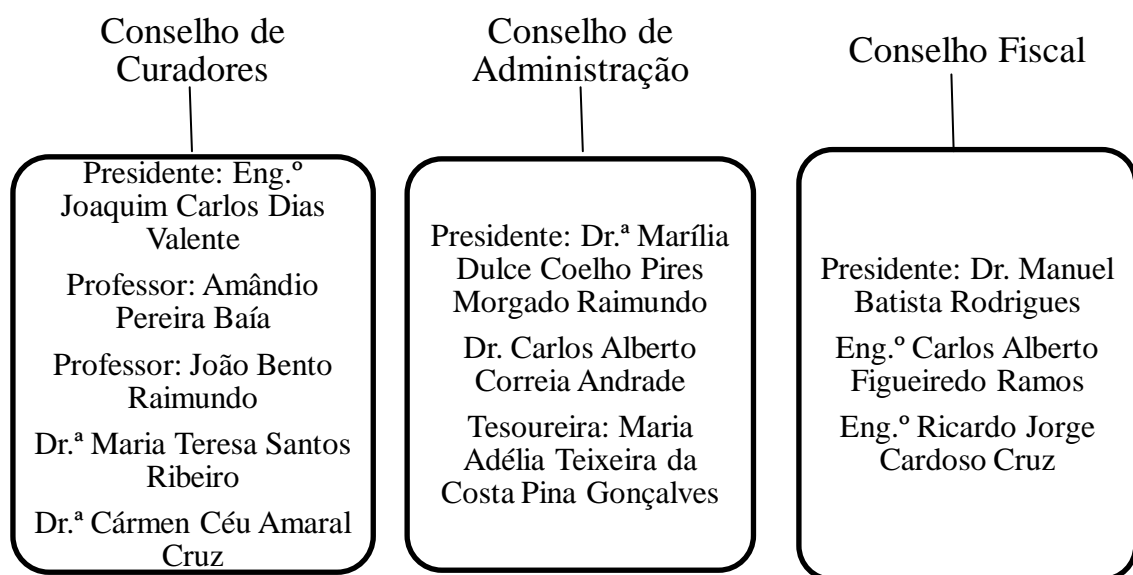 Conselho de
Curadores
Presidente: Eng.º
Joaquim Carlos Dias
Valente
Professor: Amândio
Pereira Baía
Professor: João Bento
Raimundo
Dr.ª Maria Teresa Santos
Ribeiro
Dr.ª Cármen Céu Amaral
Cruz
Conselho de
Administração
Presidente: Dr.ª Marília
Dulce Coelho Pires
Morgado Raimundo
Dr. Carlos Alberto
Correia Andrade
Tesoureira: Maria
Adélia Teixeira da
Costa Pina Gonçalves
Conselho Fiscal
Presidente: Dr. Manuel
Batista Rodrigues
Eng.º Carlos Alberto
Figueiredo Ramos
Eng.º Ricardo Jorge
Cardoso Cruz